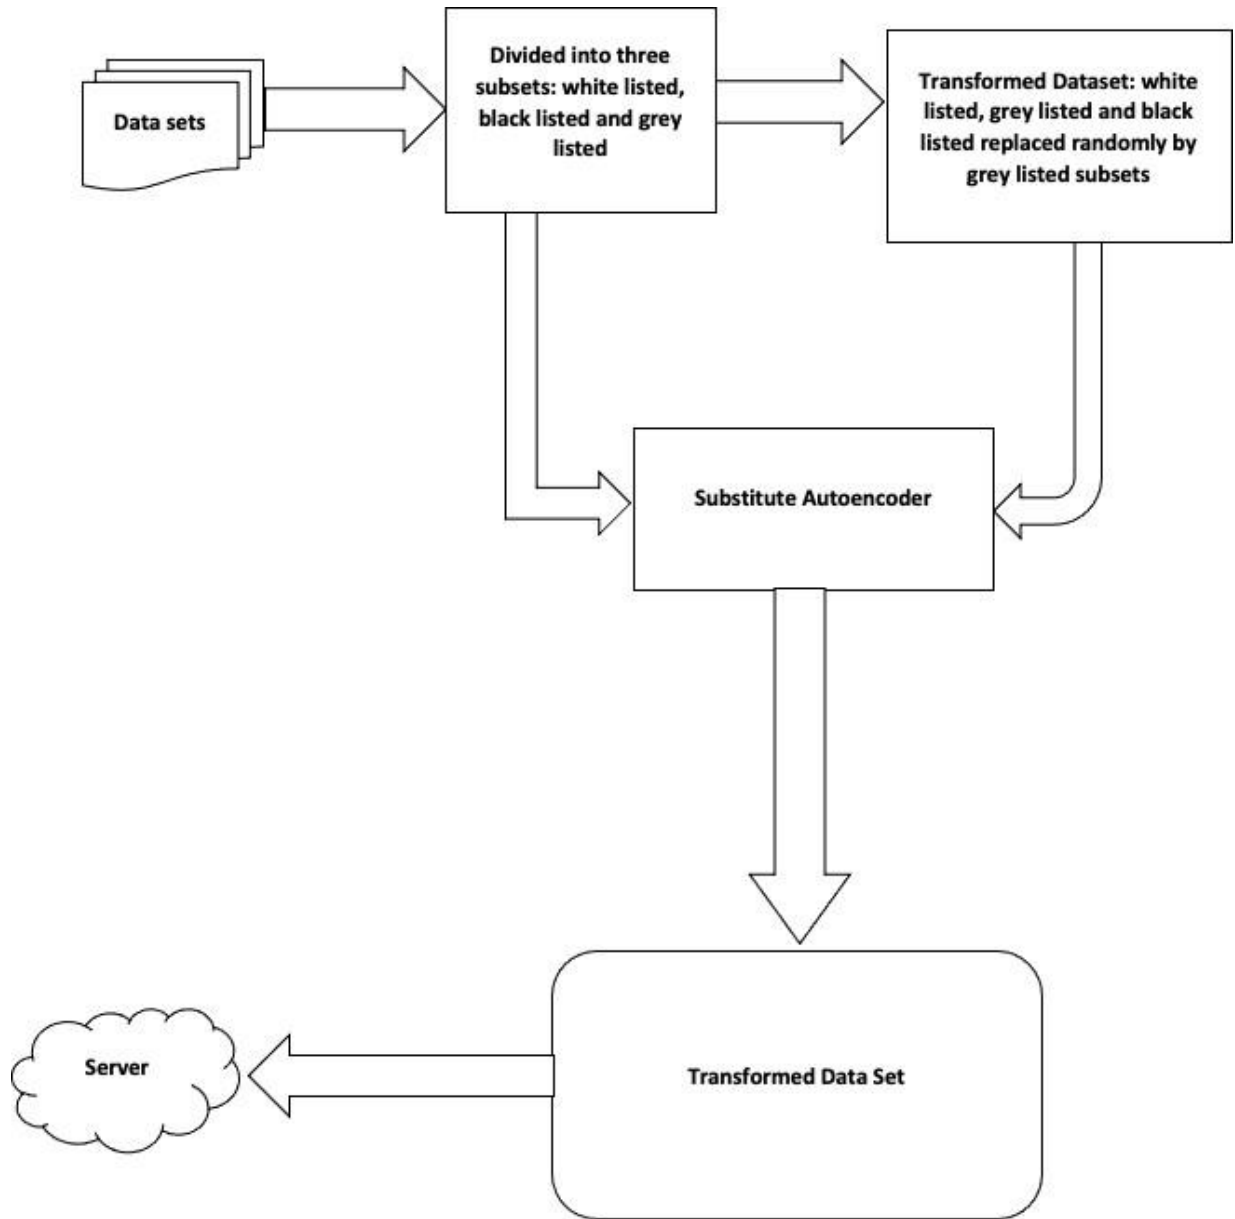 Data sets
Divided into three
subsets: white listed,
black listed and grey
listed
Transformed Dataset: white
listed, grey listed and black
listed replaced randomly by
grey listed subsets
Substitute Autoencoder
Transformed Data Set
Server